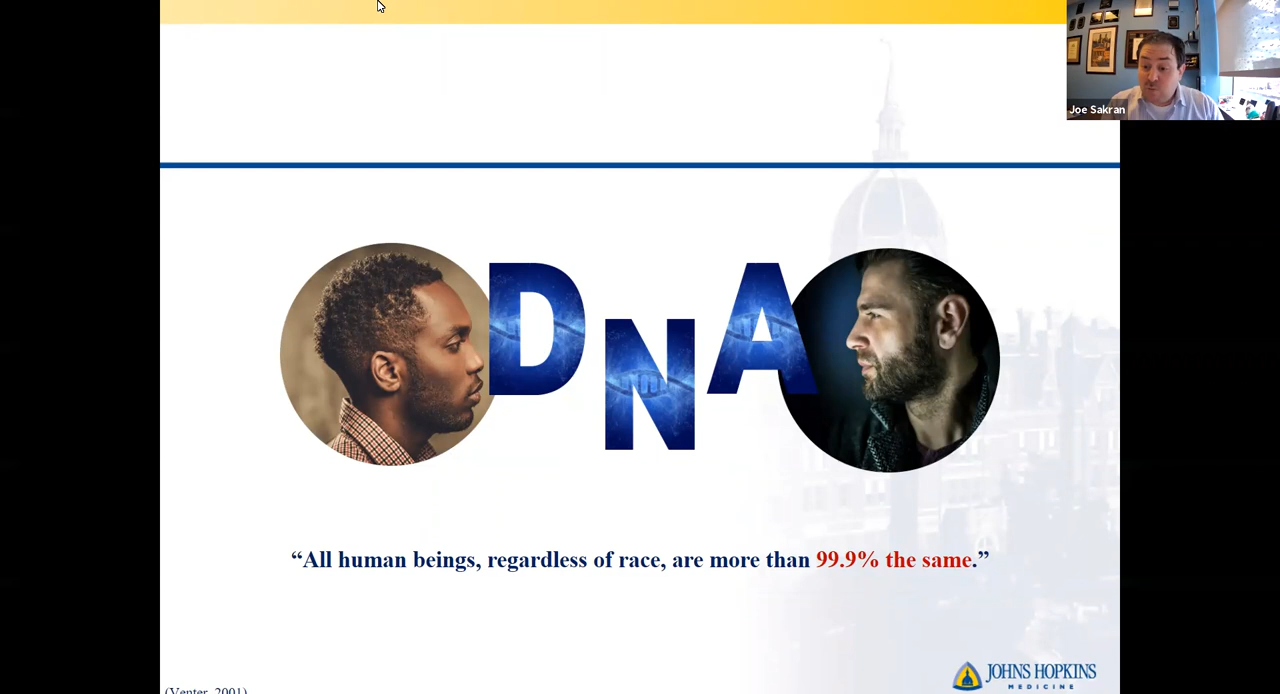 Joe Sakran
DNA
“All human beings, regardless of race, are more than 99.9% the same.”
JOHNS HOPKINS
MEDICINE
(Venter, 2001)